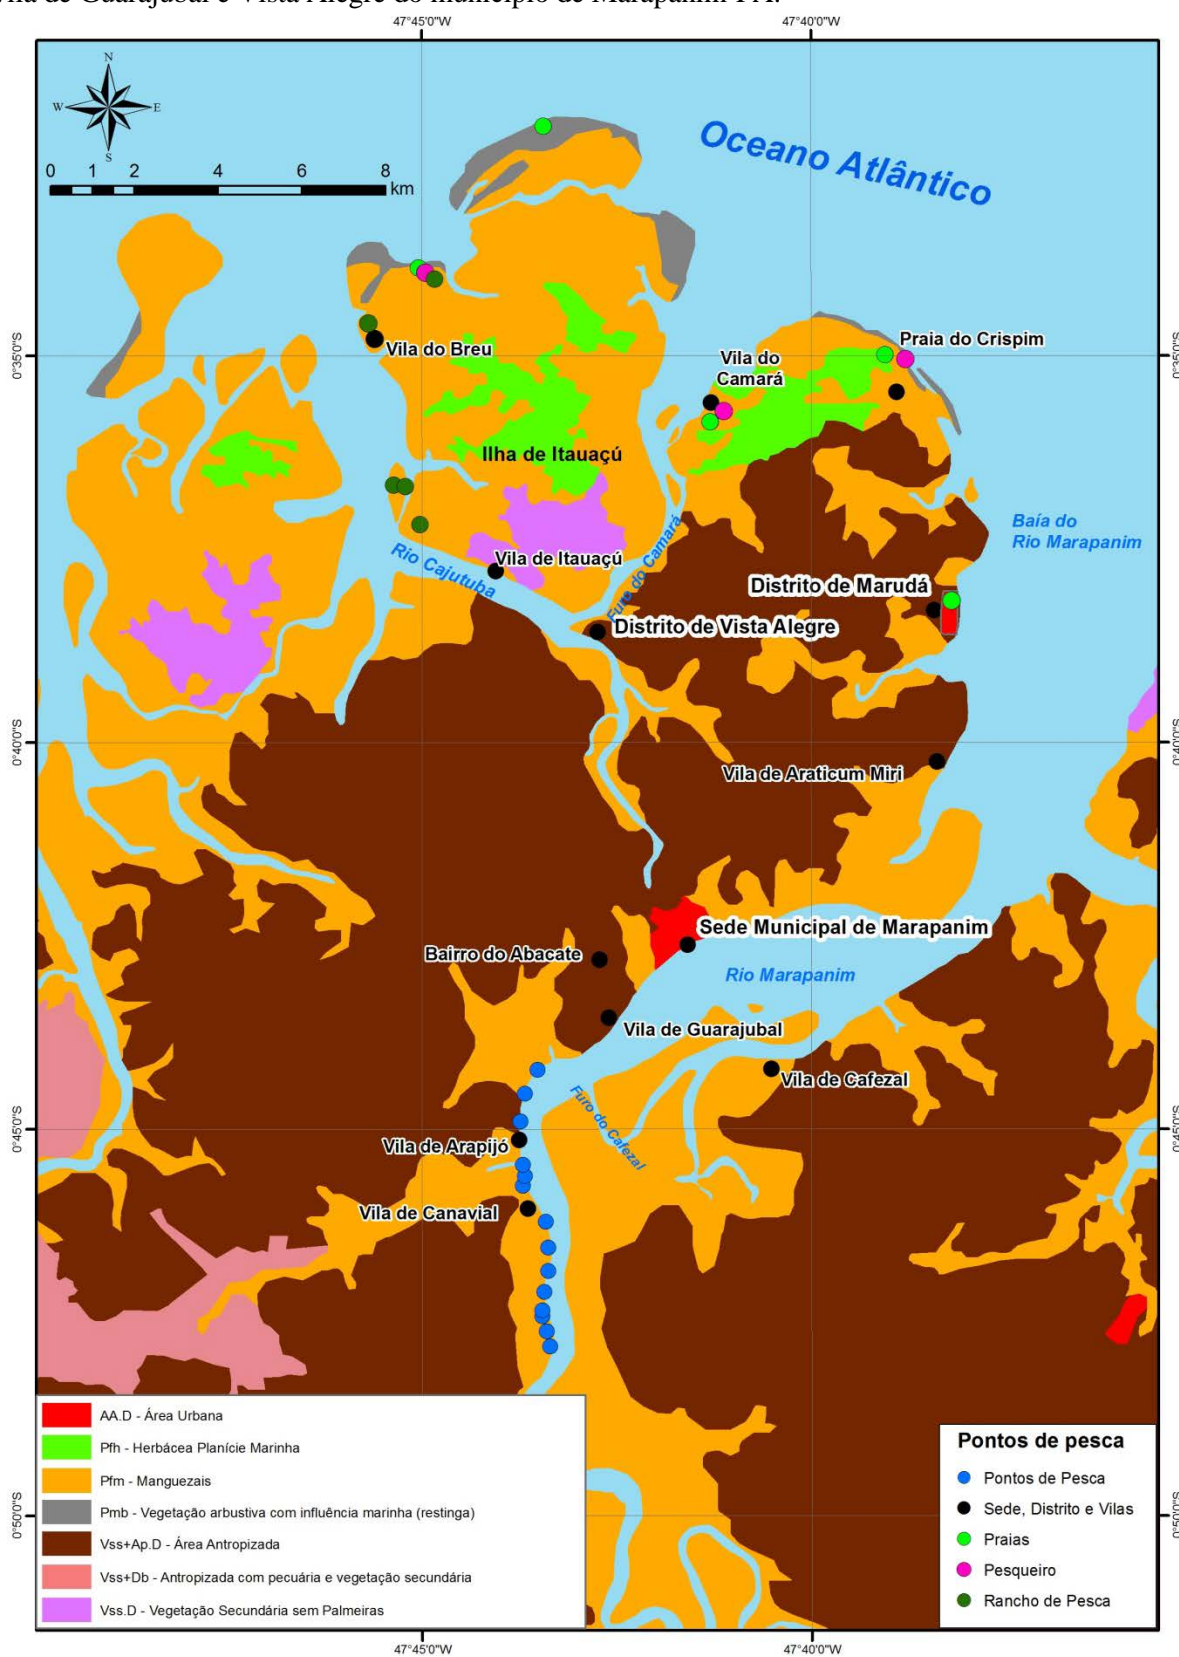 Vila de Guarajubal e Vista Alegre do município de Marapanim-PA.
47°45'0"W
47°40'0"W
N
W
E
S
0 1 2 4 6 8
km
Oceano Atlântico
Praia do Crispim
Vila do
Camará
Vila do Breu
0°35'0"S
0°35'0"S
Ilha de Itauaçú
Baía do
Rio Marapanim
Vila de Itauaçú
Rio Cajutuba
Furo do Camará
Distrito de Marudá
Distrito de Vista Alegre
0°40'0"S
0°40'0"S
Vila de Araticum Miri
Sede Municipal de Marapanim
Bairro do Abacate
Rio Marapanim
Vila de Guarajubal
Vila de Cafezal
Furo do Cafezal
0°45'0"S
0°45'0"S
Vila de Arapijó
Vila de Canavial
AA.D - Área Urbana
Pfh - Herbácea Planície Marinha
Pfm - Manguezais
Pmb - Vegetação arbustiva com influência marinha (restinga)
Vss+Ap.D - Área Antropizada
Vss+Db - Antropizada com pecuária e vegetação secundária
Vss.D - Vegetação Secundária sem Palmeiras
Pontos de pesca
Pontos de Pesca
Sede, Distrito e Vilas
Praias
Pesqueiro
Rancho de Pesca
0°50'0"S
0°50'0"S
47°45'0"W
47°40'0"W